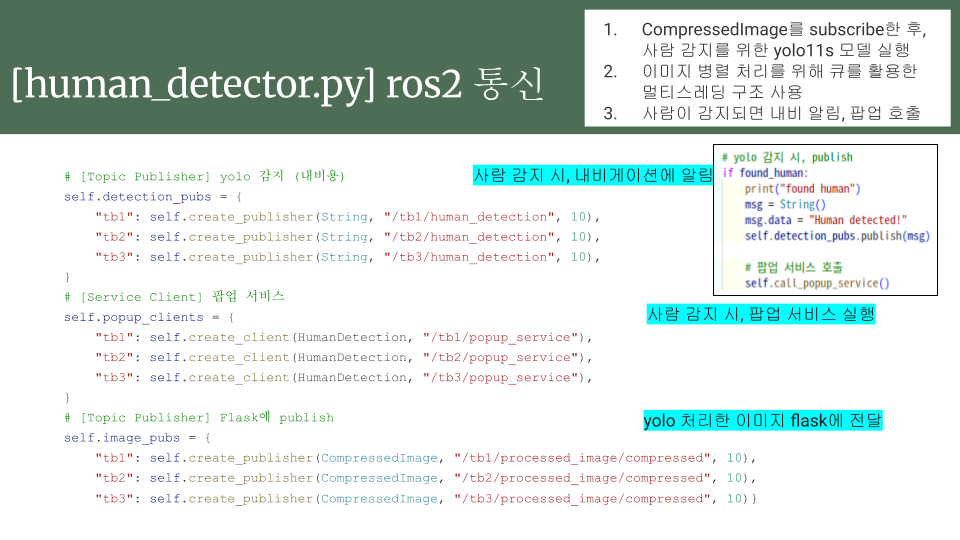 [human_detector.py] ros2 통신
1. CompressedImage를 subscribe한 후,
사람 감지를 위한 yolo11s 모델 실행
2. 이미지 병렬 처리를 위해 큐를 활용한
멀티스레딩 구조 사용
3. 사람이 감지되면 내비 알림, 팝업 호출
# [Topic Publisher] yolo 감지 (내비용)
self.detection_pubs = {
"tb1": self.create_publisher(String, "/tb1/human_detection", 10),
"tb2": self.create_publisher(String, "/tb2/human_detection", 10),
"tb3": self.create_publisher(String, "/tb3/human_detection", 10),
}
# [Service Client] 팝업 서비스
self.popup_clients = {
"tb1": self.create_client(HumanDetection, "/tb1/popup_service"),
"tb2": self.create_client(HumanDetection, "/tb2/popup_service"),
"tb3": self.create_client(HumanDetection, "/tb3/popup_service"),
}
# [Topic Publisher] Flask에 publish
self.image_pubs = {
"tb1": self.create_publisher(CompressedImage, "/tb1/processed_image/compressed", 10),
"tb2": self.create_publisher(CompressedImage, "/tb2/processed_image/compressed", 10),
"tb3": self.create_publisher(CompressedImage, "/tb3/processed_image/compressed", 10)}
사람 감지 시, 내비게이션에 알림
# yolo 감지 시, publish
if found_human:
print("found human")
msg = String()
msg.data = "Human detected!"
self.detection_pubs.publish(msg)
# 팝업 서비스 호출
self.call_popup_service()
사람 감지 시, 팝업 서비스 실행
yolo 처리한 이미지 flask에 전달